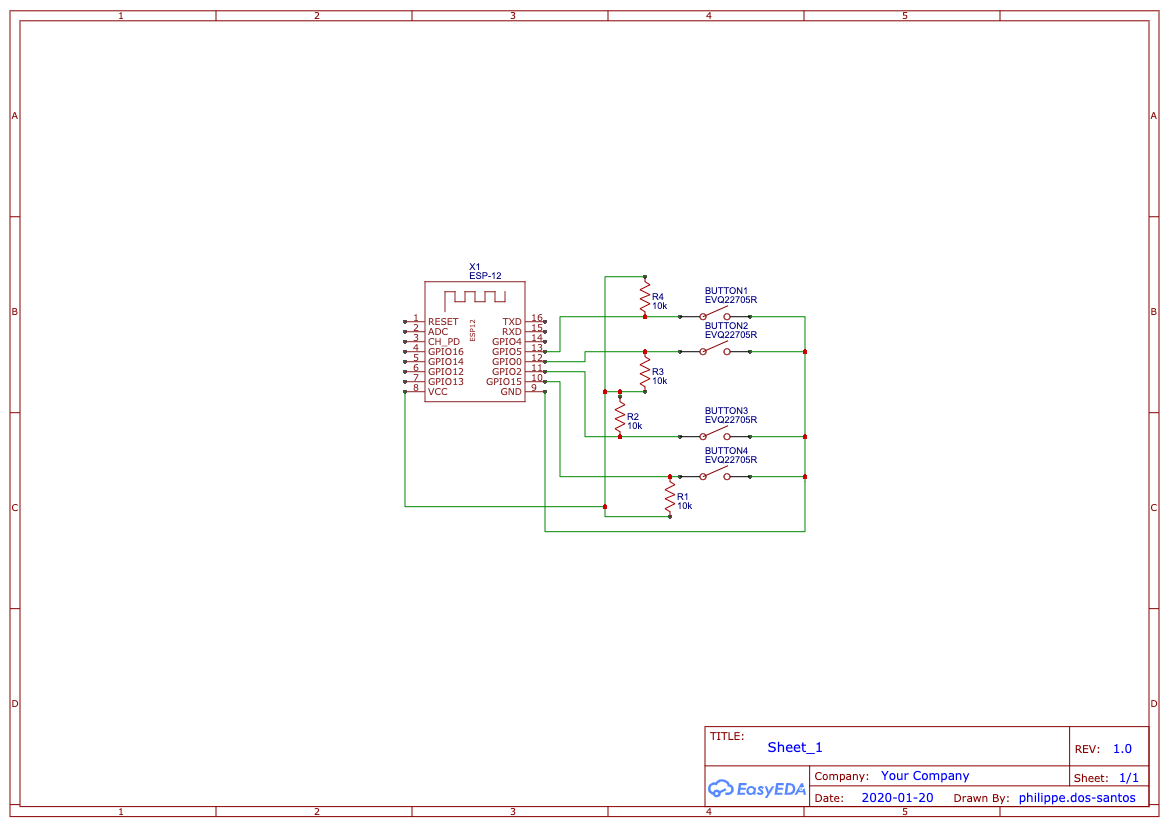 1 2 3 4 5
A A
B B
C C
D D
X1
ESP-12
ESP12
1 RESET TXD 16
2 ADC RXD 15
3 CH_PD GPIO4 14
4 GPIO16 GPIO5 13
5 GPIO14 GPIO0 12
6 GPIO12 GPIO2 11
7 GPIO13 GPIO15 10
8 VCC GND 9
R4
10k
BUTTON1
EVQ22705R
BUTTON2
EVQ22705R
R3
10k
R2
10k
BUTTON3
EVQ22705R
BUTTON4
EVQ22705R
R1
10k
TITLE:
Sheet_1
REV: 1.0
EasyEDA
Company: Your Company
Sheet: 1/1
Date: 2020-01-20 Drawn By: philippe.dos-santos
1 2 3 4 5